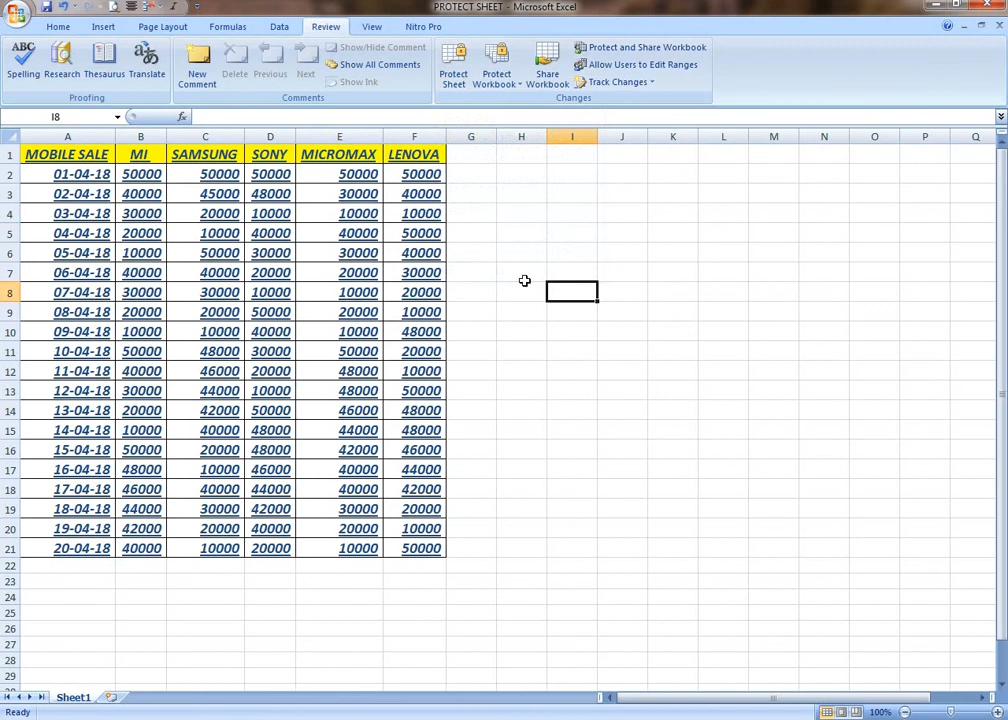 PROTECT SHEET - Microsoft Excel
Home Insert Page Layout Formulas Data Review View Nitro Pro
Spelling Research Thesaurus Translate
Proofing
New Comment Delete Previous Next
Show/Hide Comment
Show All Comments
Show Ink
Comments
Protect Sheet Protect Workbook Share Workbook
Protect and Share Workbook
Allow Users to Edit Ranges
Track Changes
Changes
I8 fx
A B C D E F G H I J K L M N O P Q
1 MOBILE SALE MI SAMSUNG SONY MICROMAX LENOVA
2 01-04-18 50000 50000 50000 50000 50000
3 02-04-18 40000 45000 48000 30000 40000
4 03-04-18 30000 20000 10000 10000 10000
5 04-04-18 20000 10000 40000 40000 50000
6 05-04-18 10000 50000 30000 30000 40000
7 06-04-18 40000 40000 20000 20000 30000
8 07-04-18 30000 30000 10000 10000 20000
9 08-04-18 20000 20000 50000 20000 10000
10 09-04-18 10000 10000 40000 10000 48000
11 10-04-18 50000 48000 30000 50000 20000
12 11-04-18 40000 46000 20000 48000 10000
13 12-04-18 30000 44000 10000 48000 50000
14 13-04-18 20000 42000 50000 46000 48000
15 14-04-18 10000 40000 48000 44000 48000
16 15-04-18 50000 20000 48000 42000 46000
17 16-04-18 48000 10000 46000 40000 44000
18 17-04-18 46000 40000 44000 40000 42000
19 18-04-18 44000 30000 42000 30000 20000
20 19-04-18 42000 20000 40000 20000 10000
21 20-04-18 40000 10000 20000 10000 50000
22
23
24
25
26
27
28
29
Sheet1
Ready 100%